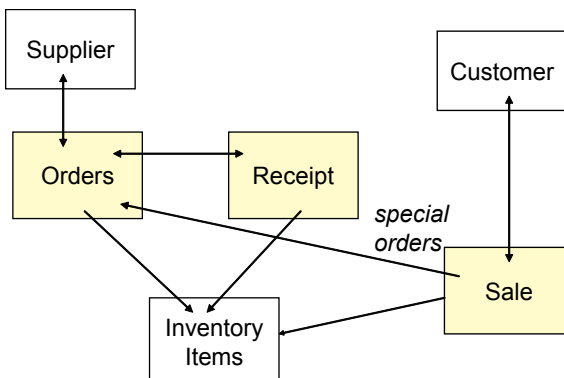 Supplier
Customer
Orders
Receipt
special
orders
Sale
Inventory
Items